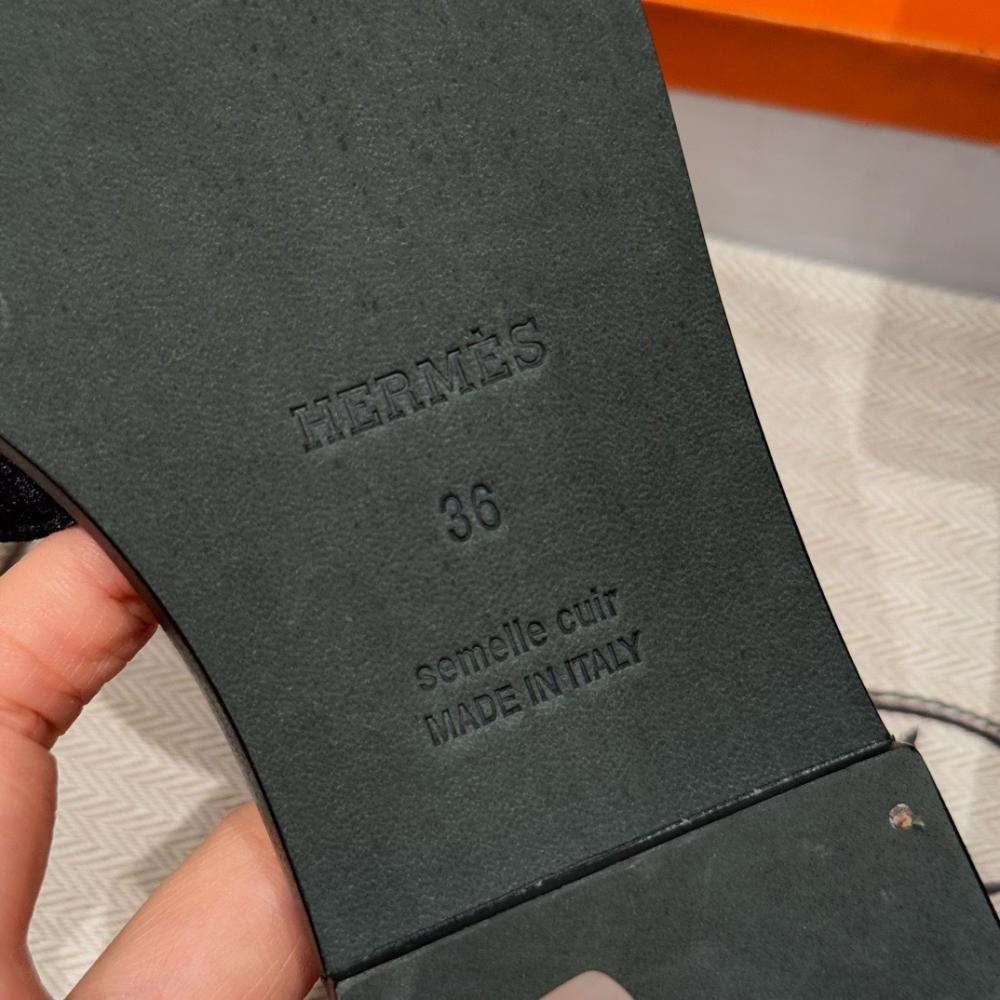 HERMÈS
36
semelle cuir
MADE IN ITALY